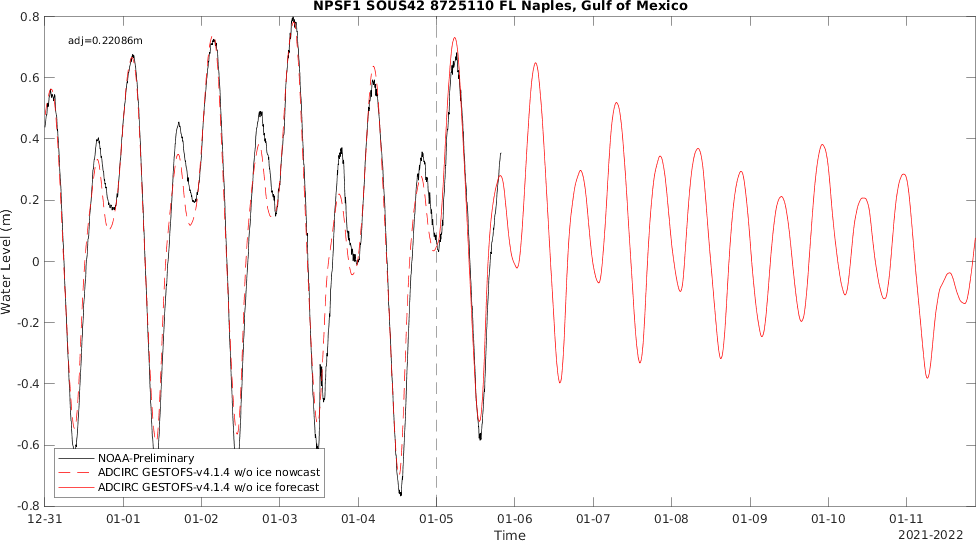 NPSF1 SOUS42 8725110 FL Naples, Gulf of Mexico
adj=0.22086m
0.8
0.6
0.4
0.2
0
-0.2
-0.4
-0.6
-0.8
Water Level (m)
NOAA-Preliminary
ADCIRC GESTOFS-v4.1.4 w/o ice nowcast
ADCIRC GESTOFS-v4.1.4 w/o ice forecast
12-31 01-01 01-02 01-03 01-04 01-05 01-06 01-07 01-08 01-09 01-10 01-11
Time
2021-2022